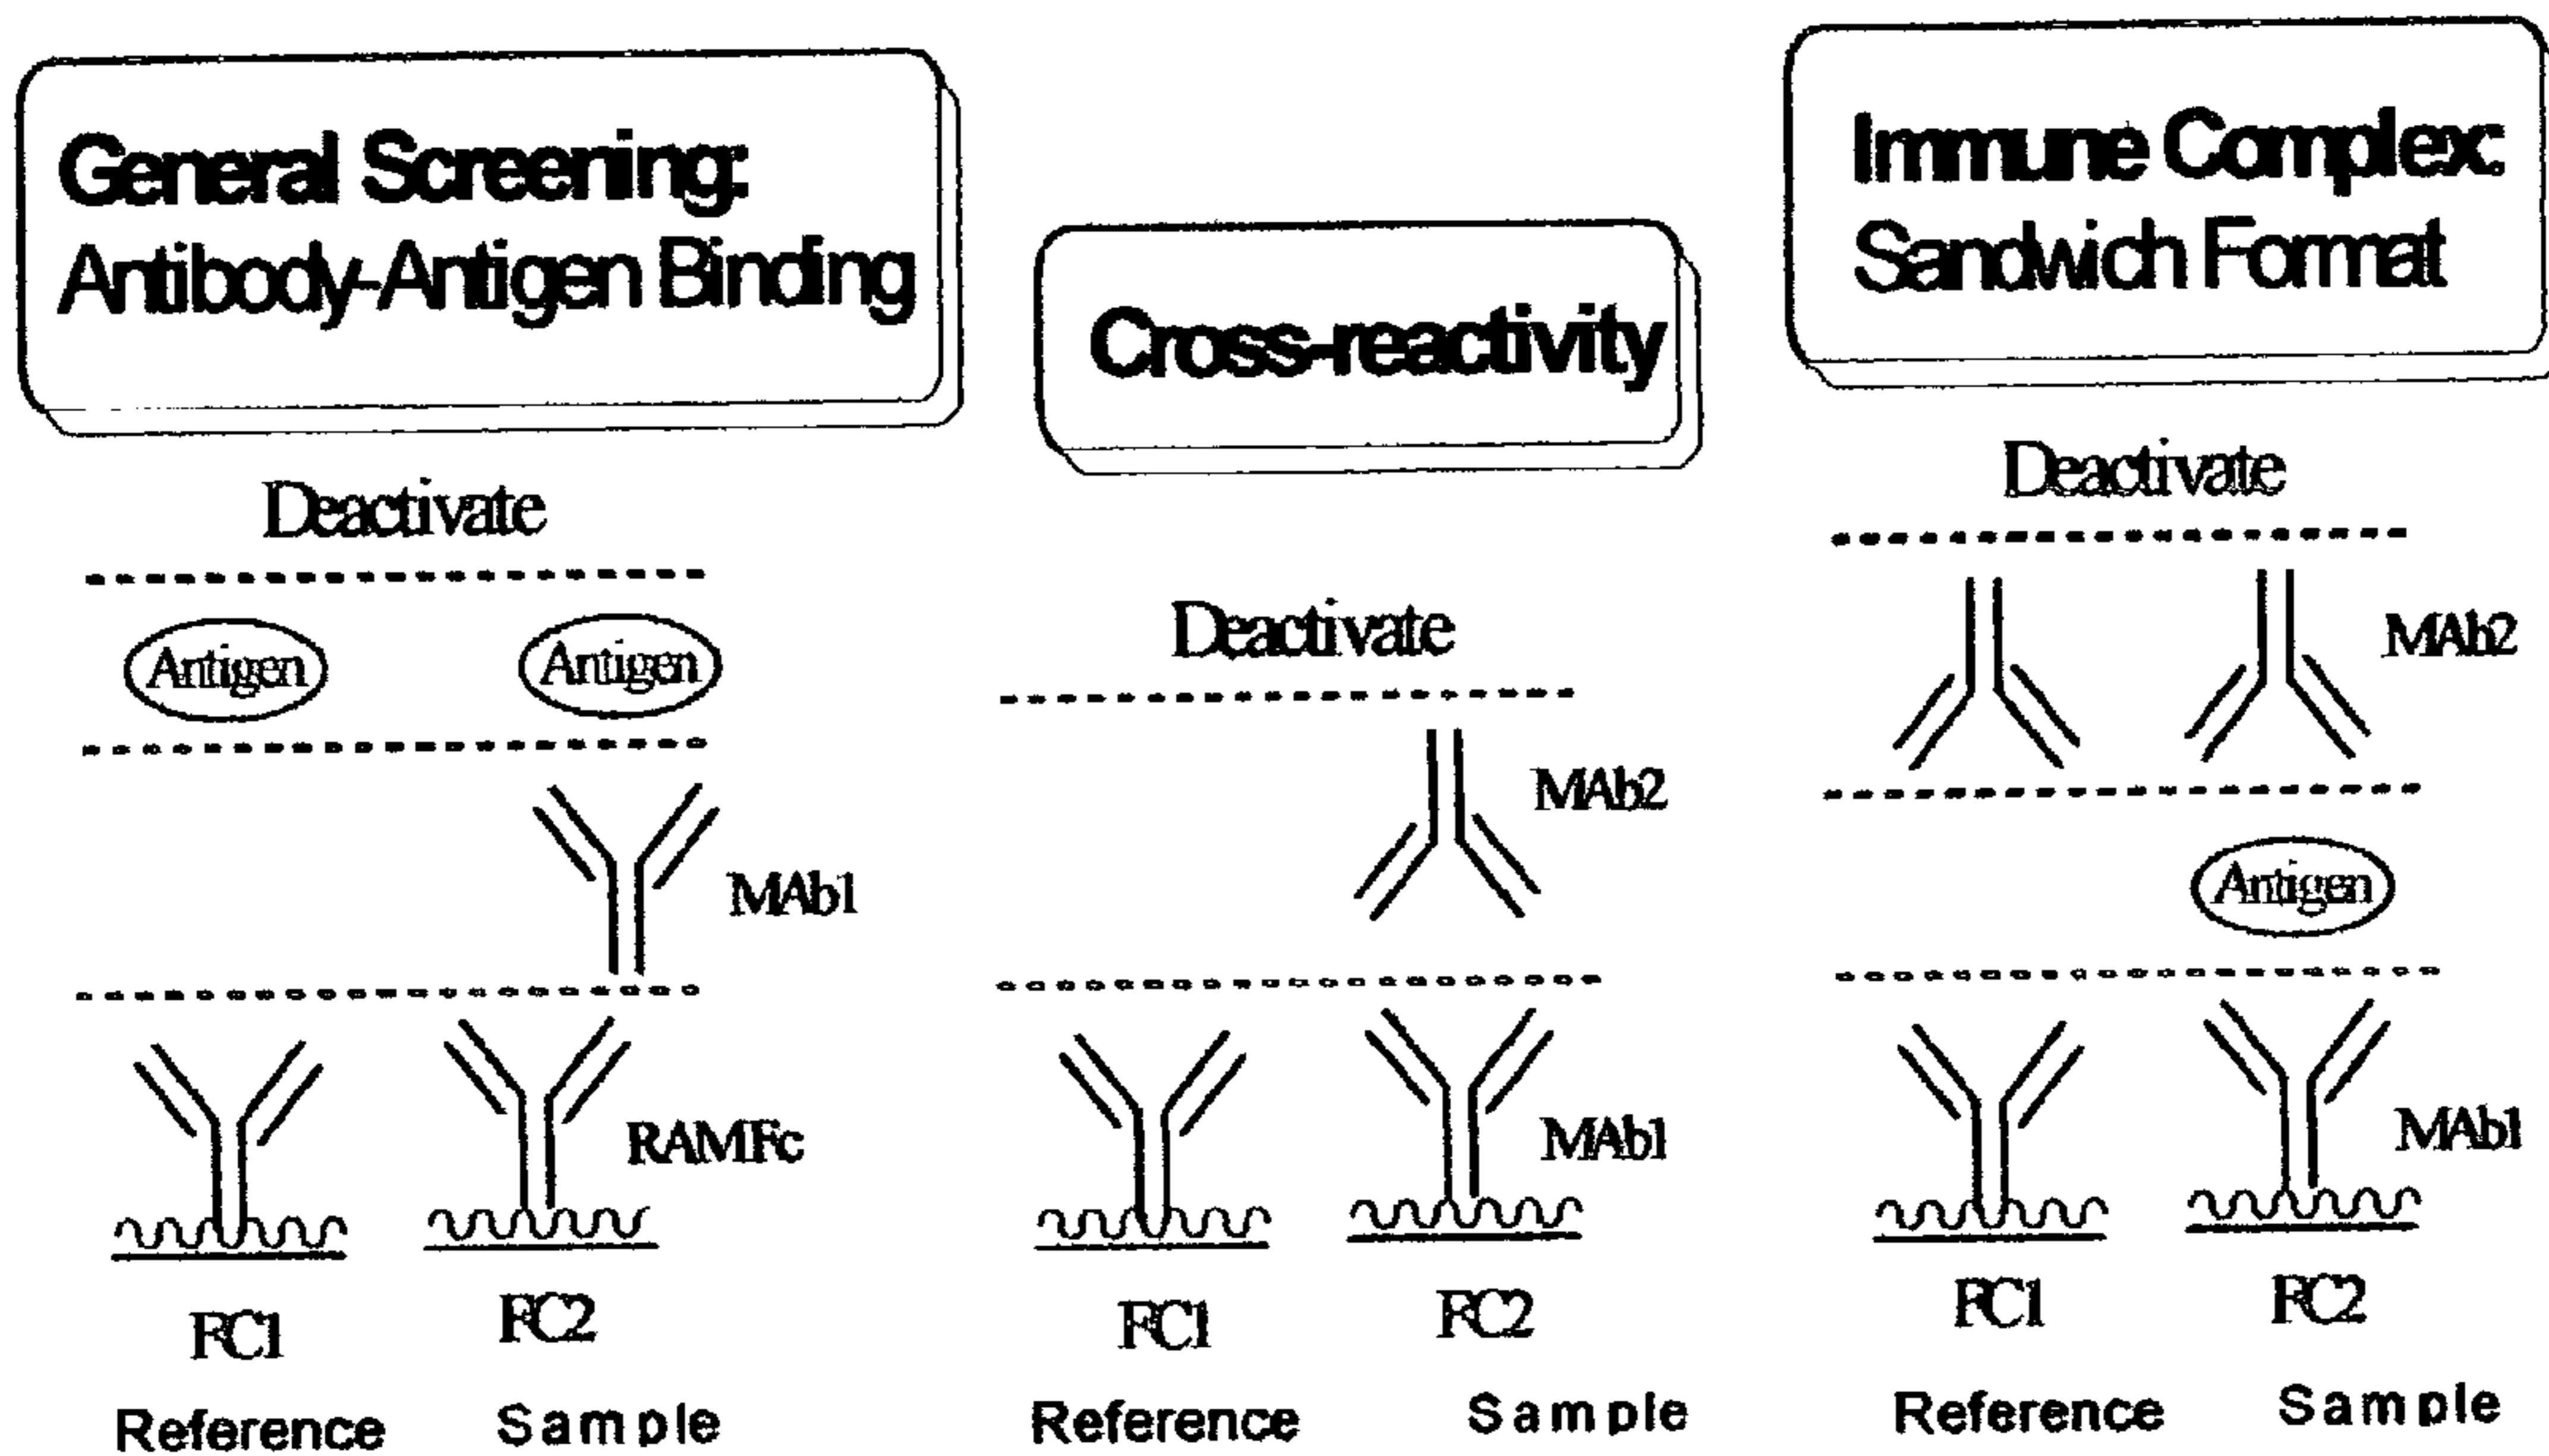 General Screening:
Antibody-Antigen Binding
Deactivate
Antigen
Antigen
MAb1
RAMFc
FC1
FC2
Reference
Sample
Cross-reactivity
Deactivate
MAb2
MAb1
FC1
FC2
Reference
Sample
Immune Complex:
Sandwich Format
Deactivate
MAb2
Antigen
MAb1
FC1
FC2
Reference
Sample